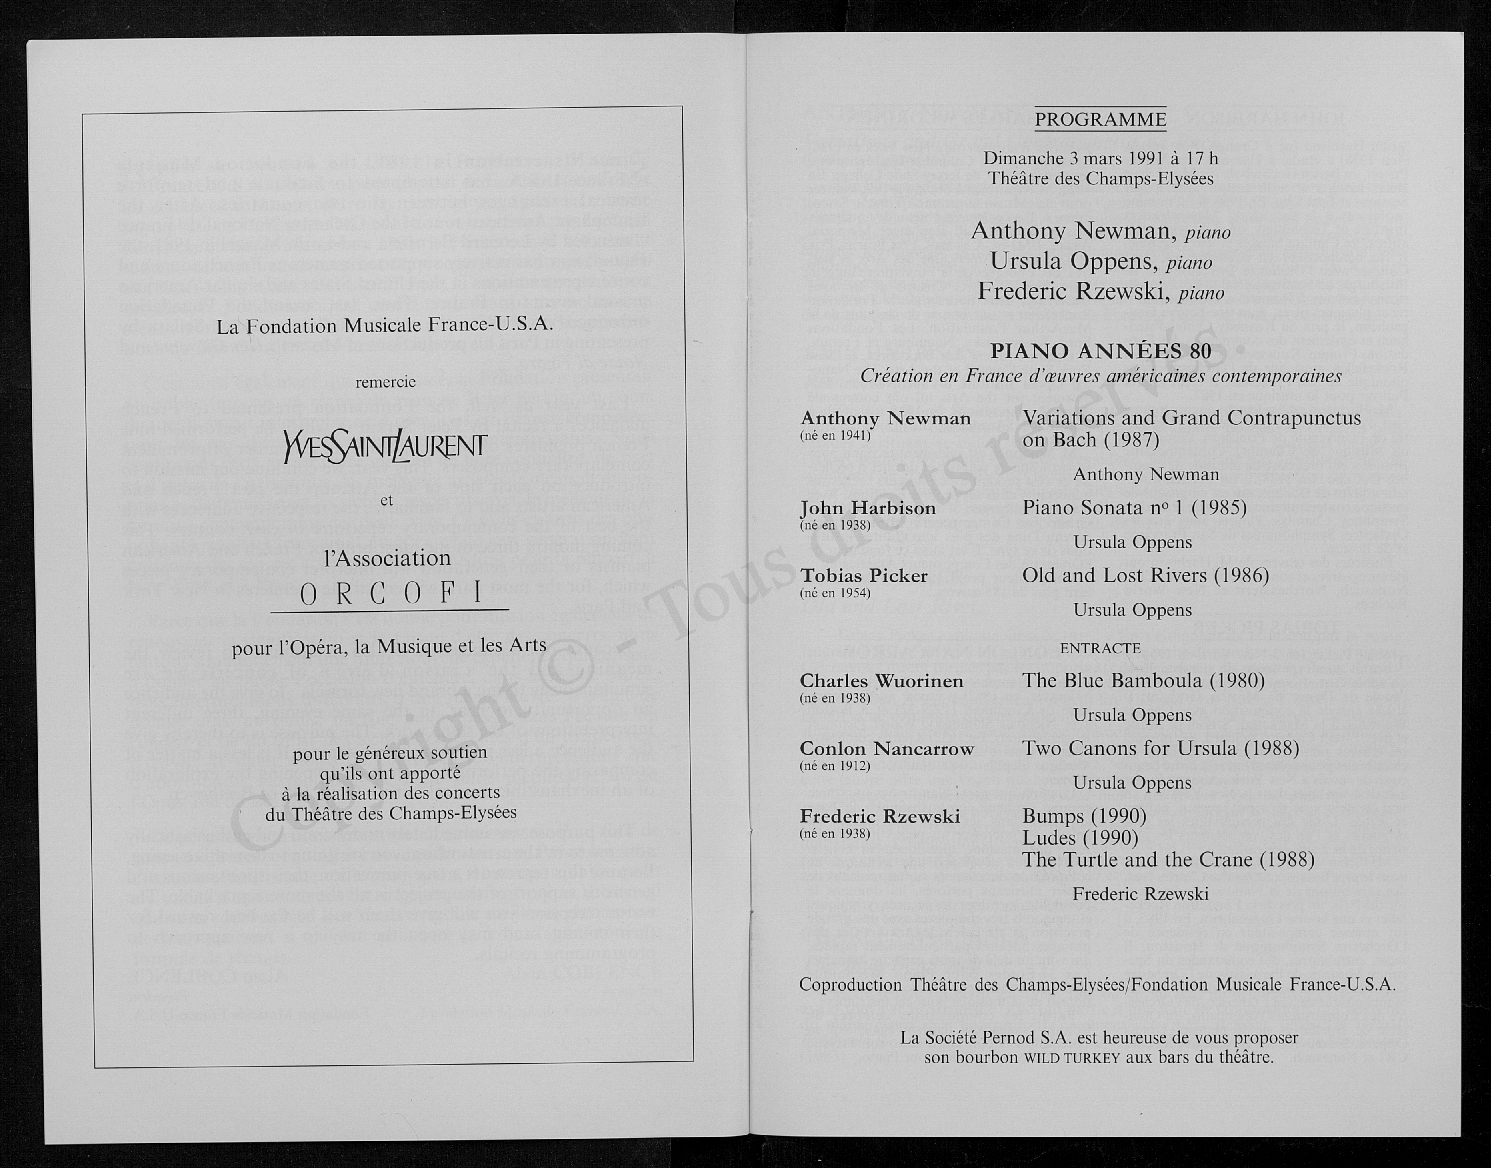 La Fondation Musicale France-U.S.A.
remercie
YVESSAINTLAURENT
et
l'Association
ORCOFI
pour l'Opéra, la Musique et les Arts
pour le généreux soutien
qu'ils ont apporté
à la réalisation des concerts
du Théâtre des Champs-Elysées
PROGRAMME
Dimanche 3 mars 1991 à 17 h
Théâtre des Champs-Elysées
Anthony Newman, piano
Ursula Oppens, piano
Frederic Rzewski, piano
PIANO ANNÉES 80
Création en France d'œuvres américaines contemporaines
Anthony Newman Variations and Grand Contrapunctus
(né en 1941) on Bach (1987)
Anthony Newman
John Harbison Piano Sonata nº 1 (1985)
(né en 1938)
Ursula Oppens
Tobias Picker Old and Lost Rivers (1986)
(né en 1954)
Ursula Oppens
ENTRACTE
Charles Wuorinen The Blue Bamboula (1980)
(né en 1938)
Ursula Oppens
Conlon Nancarrow Two Canons for Ursula (1988)
(né en 1912)
Ursula Oppens
Frederic Rzewski Bumps (1990)
(né en 1938) Ludes (1990)
The Turtle and the Crane (1988)
Frederic Rzewski
Coproduction Théâtre des Champs-Elysées/Fondation Musicale France-U.S.A.
La Société Pernod S.A. est heureuse de vous proposer
son bourbon WILD TURKEY aux bars du théâtre.
Copyright © - Tous droits réservés.